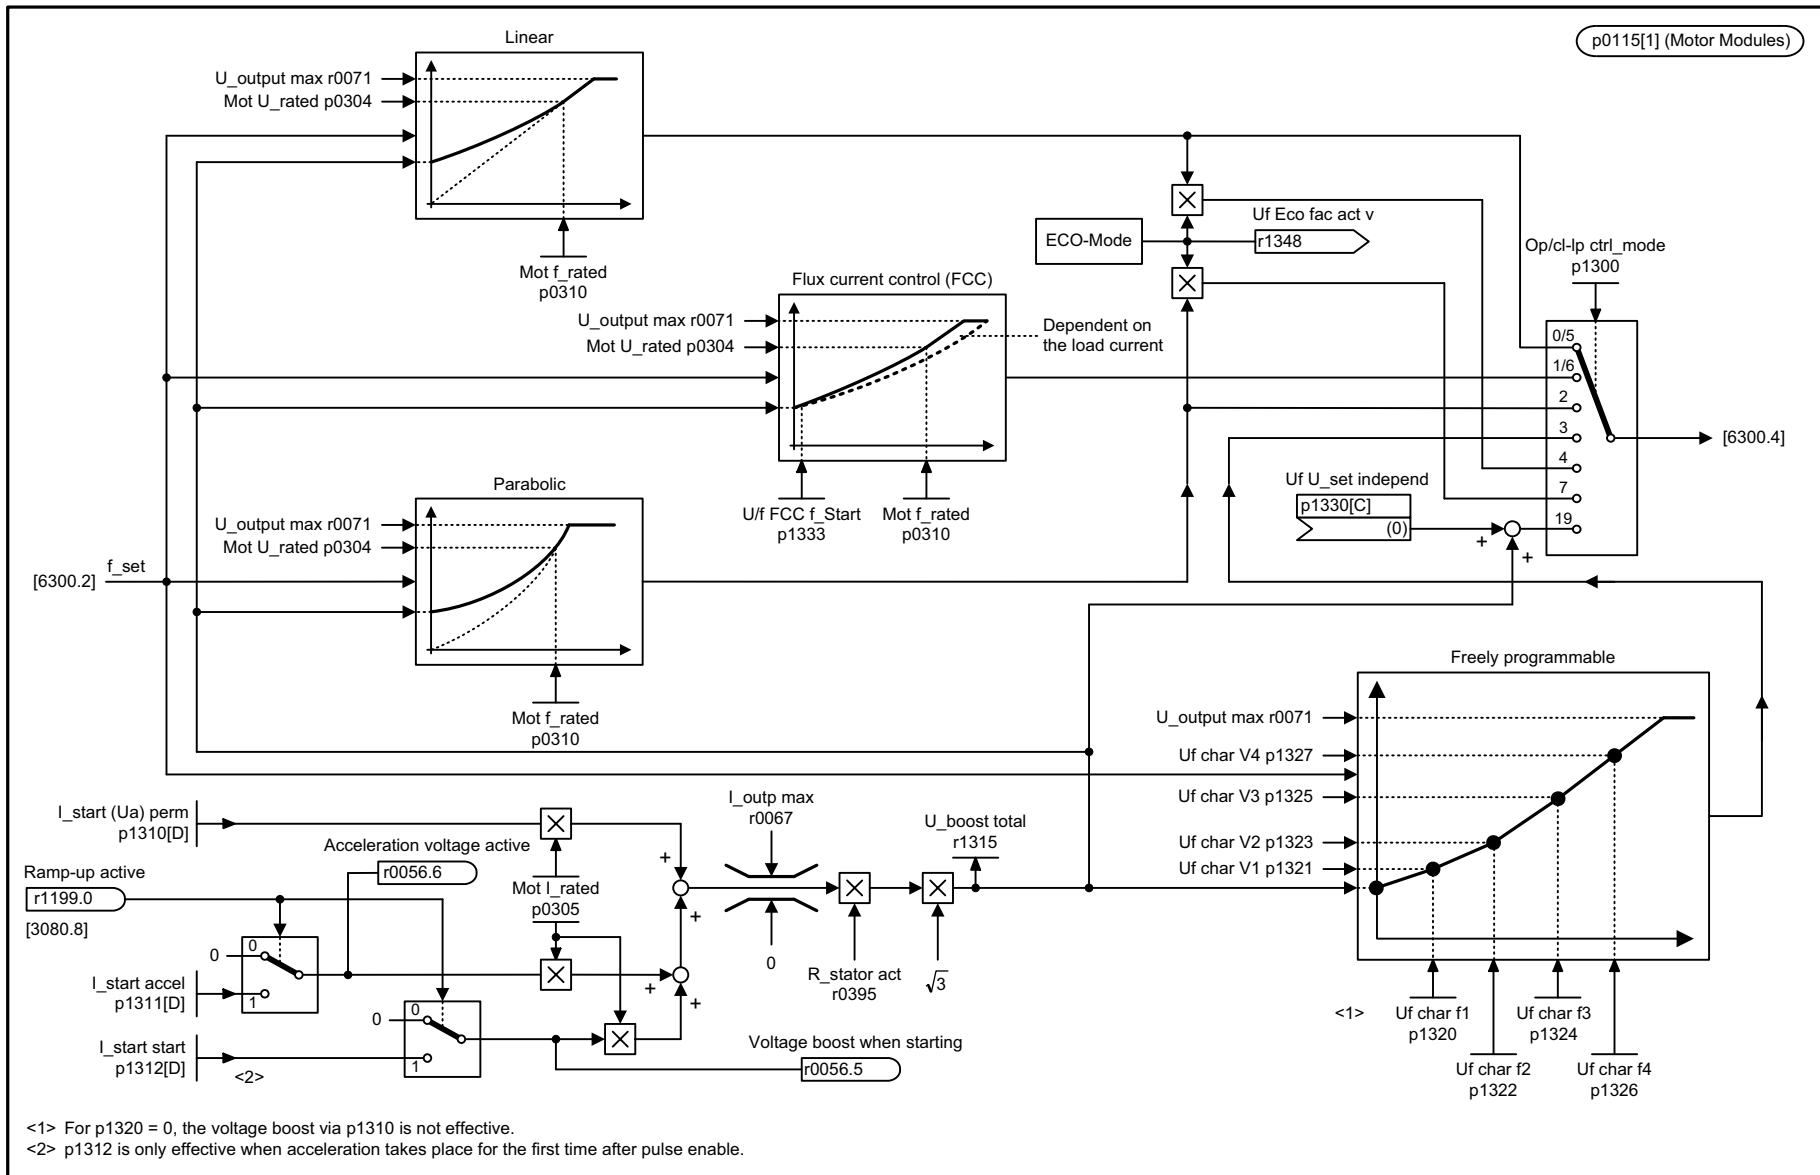 p0115[1] (Motor Modules)
Linear
U_output max r0071
Mot U_rated p0304
Mot f_rated
p0310
ECO-Mode
Uf Eco fac act v
r1348
Op/cl-lp ctrl_mode
p1300
Flux current control (FCC)
U_output max r0071
Mot U_rated p0304
Dependent on
the load current
U/f FCC f_Start
p1333
Mot f_rated
p0310
0/5
1/6
2
3
4
7
19
[6300.4]
Uf U_set independ
p1330[C]
(0)
+
+
Parabolic
U_output max r0071
Mot U_rated p0304
[6300.2]
f_set
Mot f_rated
p0310
Freely programmable
U_output max r0071
Uf char V4 p1327
Uf char V3 p1325
Uf char V2 p1323
Uf char V1 p1321
<1>
Uf char f1
p1320
Uf char f3
p1324
Uf char f2
p1322
Uf char f4
p1326
I_start (Ua) perm
p1310[D]
Acceleration voltage active
r0056.6
Ramp-up active
r1199.0
[3080.8]
Mot I_rated
p0305
I_outp max
r0067
0
U_boost total
r1315
R_stator act
r0395
√3
+
+
+
+
0
0
1
I_start accel
p1311[D]
0
0
1
I_start start
p1312[D]
<2>
Voltage boost when starting
r0056.5
<1> For p1320 = 0, the voltage boost via p1310 is not effective.
<2> p1312 is only effective when acceleration takes place for the first time after pulse enable.